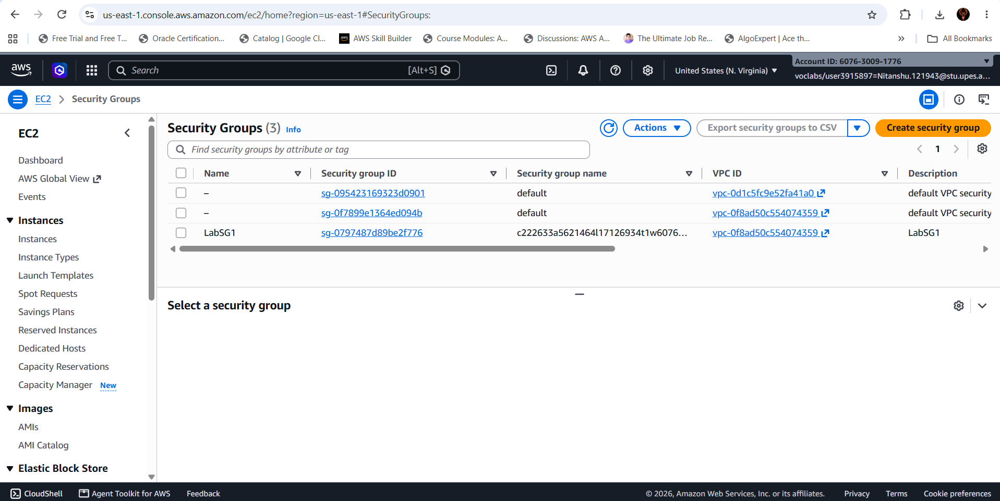 us-east-1.console.aws.amazon.com/ec2/home?region=us-east-1#SecurityGroups:
Free Trial and Free T... Oracle Certification... Catalog | Google Cl... aws AWS Skill Builder Course Modules: A... Discussions: AWS A... The Ultimate Job Re... AlgoExpert | Ace th... » All Bookmarks
aws Search [Alt+S] United States (N. Virginia) Account ID: 6076-3009-1776
voclabs/user3915897=Nitanshu.121943@stu.upes.a...
EC2 Security Groups
EC2
Dashboard
AWS Global View
Events
Instances
Instances
Instance Types
Launch Templates
Spot Requests
Savings Plans
Reserved Instances
Dedicated Hosts
Capacity Reservations
Capacity Manager New
Images
AMIs
AMI Catalog
Elastic Block Store
Security Groups (3) Info Actions Export security groups to CSV Create security group
Find security groups by attribute or tag 1
Name Security group ID Security group name VPC ID Description
– sg-095423169323d0901 default vpc-0d1c5fc9e52fa41a0 default VPC security
– sg-0f7899e1364ed094b default vpc-0f8ad50c554074359 default VPC security
LabSG1 sg-0797487d89be2f776 c222633a5621464l17126934t1w6076... vpc-0f8ad50c554074359 LabSG1
Select a security group
CloudShell Agent Toolkit for AWS Feedback © 2026, Amazon Web Services, Inc. or its affiliates. Privacy Terms Cookie preferences